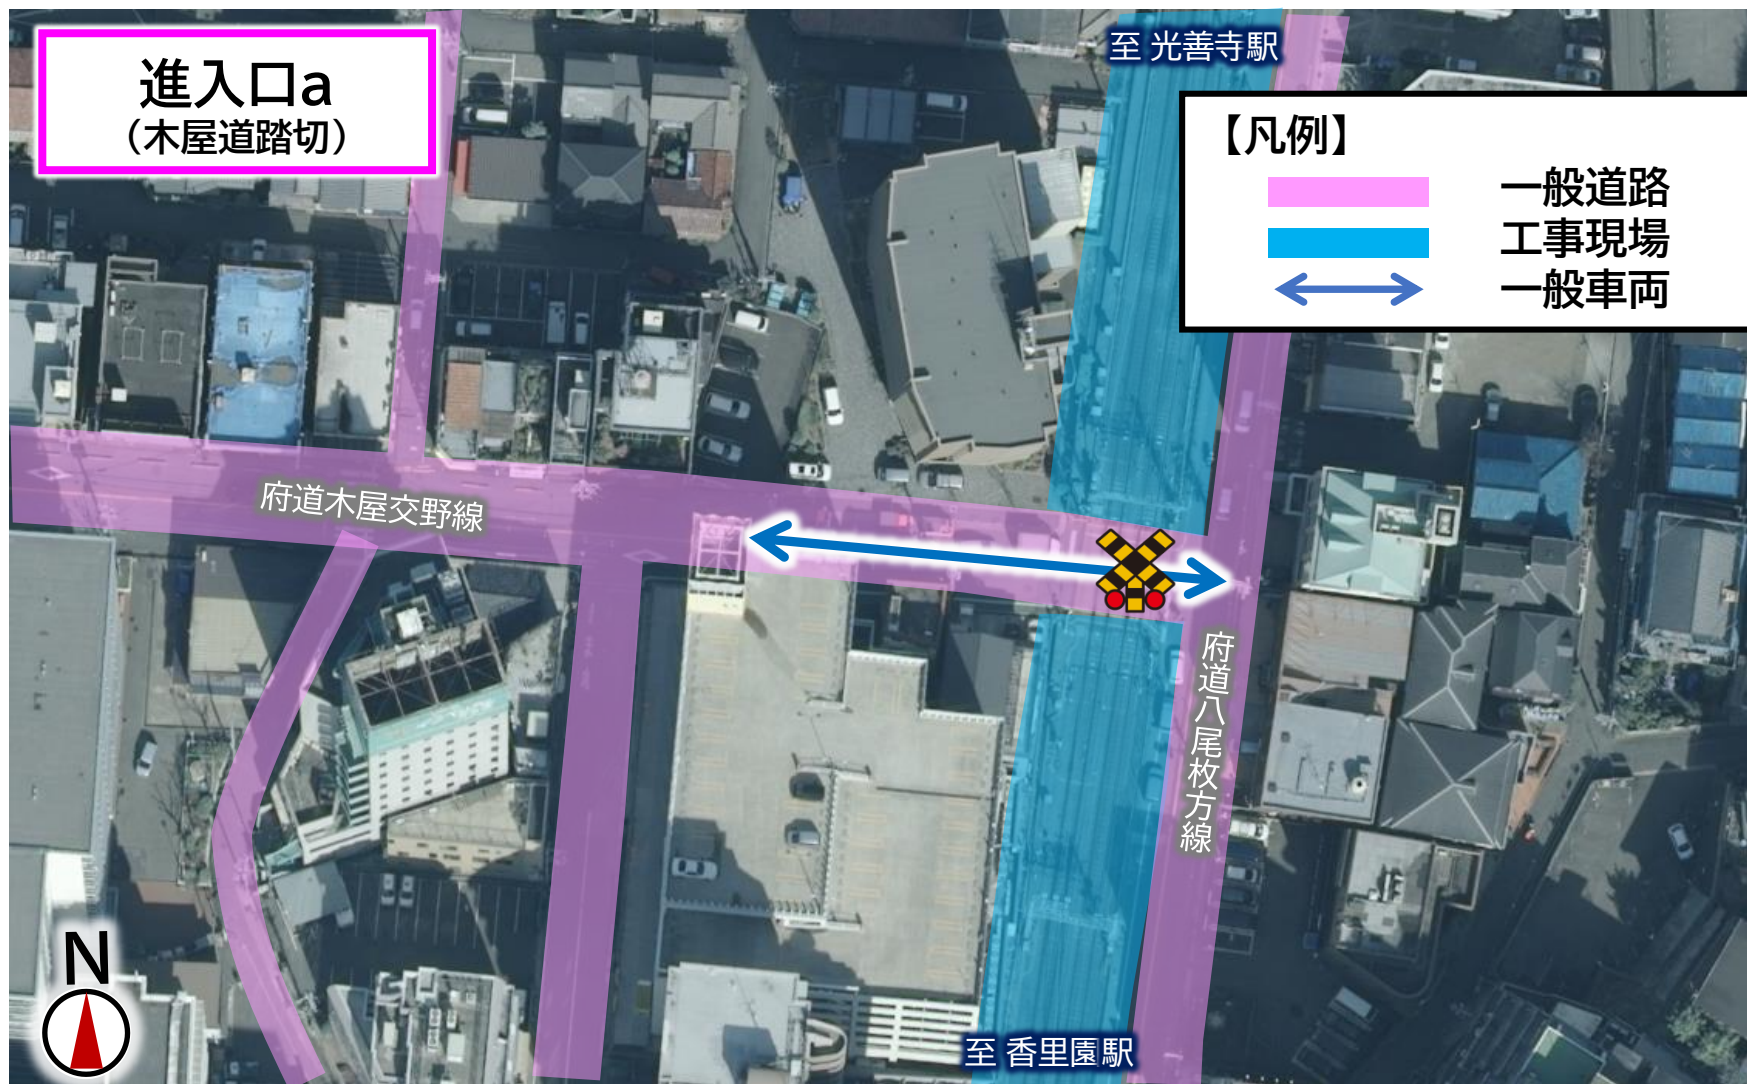 進入口a
（木屋道踏切）
至 光善寺駅
【凡例】
一般道路
工事現場
一般車両
府道木屋交野線
府道八尾枚方線
N
至 香里園駅